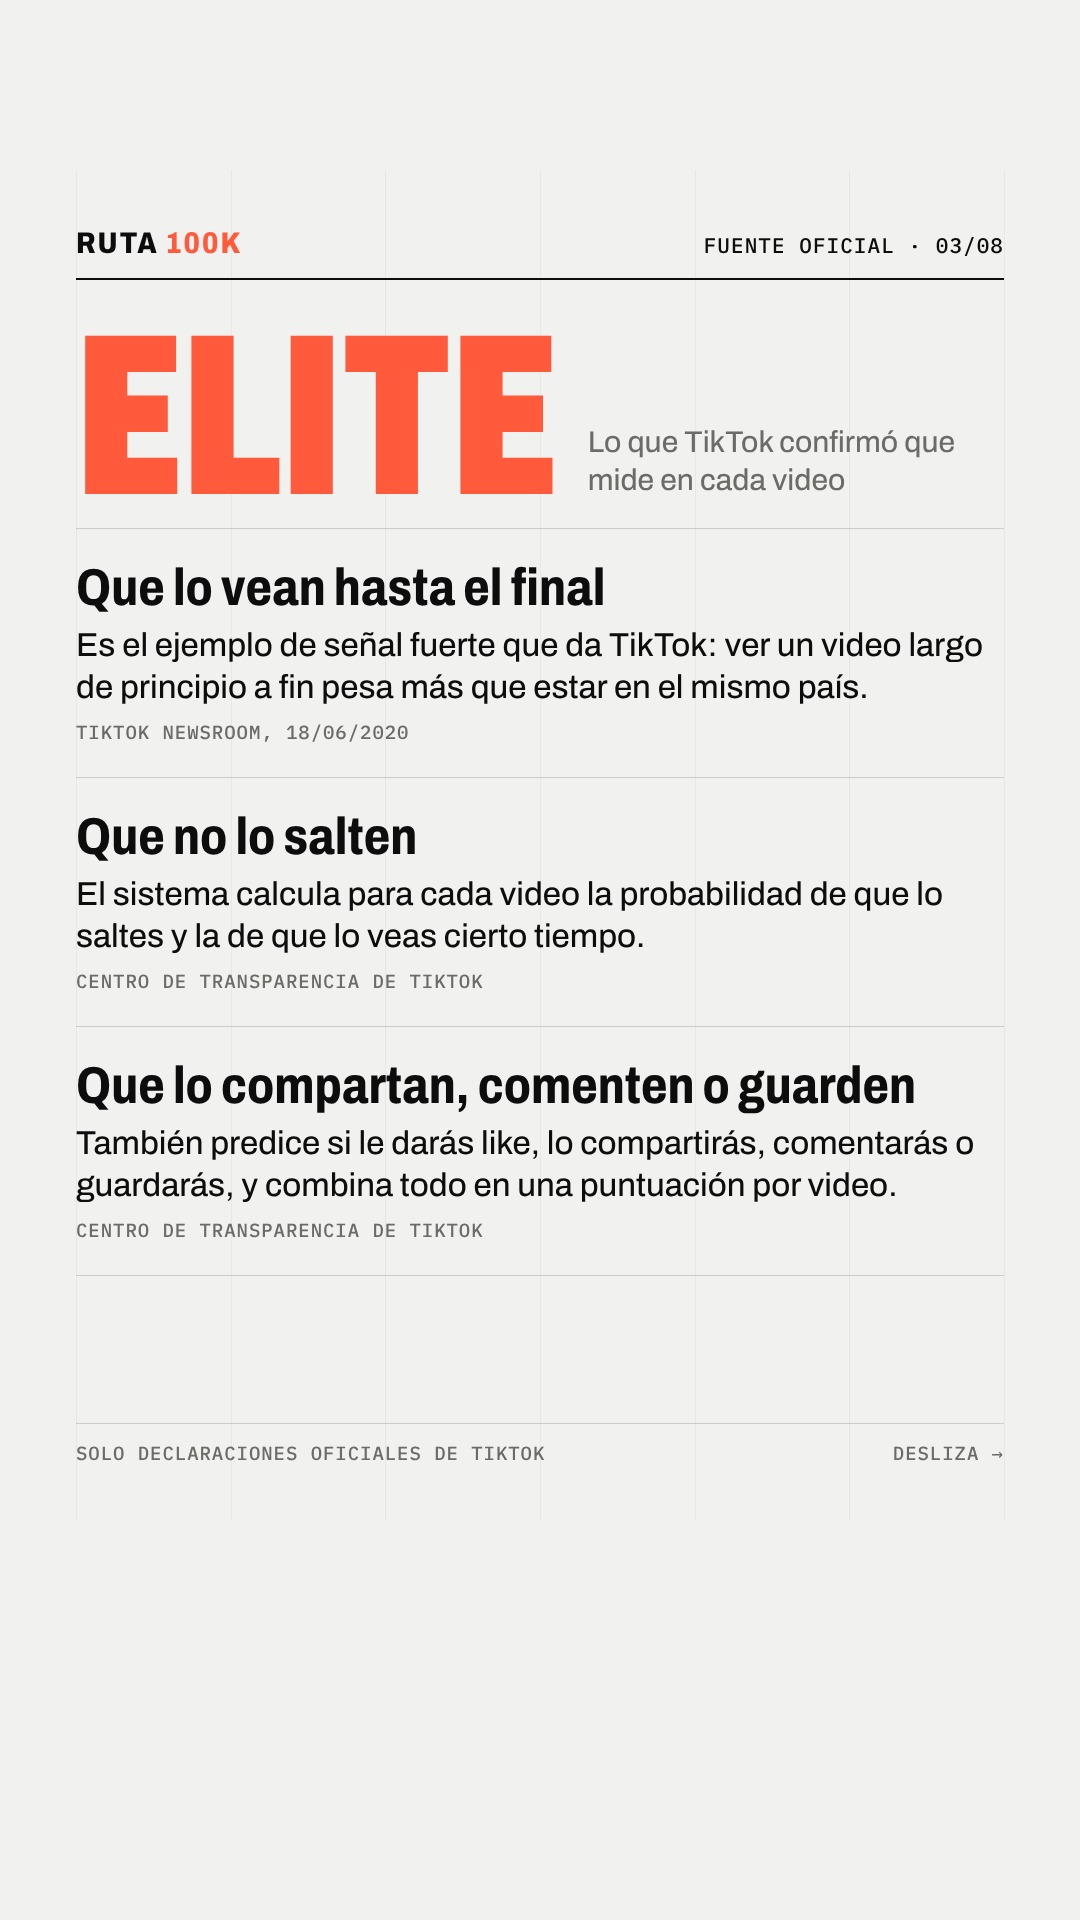 RUTA 100K
FUENTE OFICIAL · 03/08
ELITE
Lo que TikTok confirmó que
mide en cada video
Que lo vean hasta el final
Es el ejemplo de señal fuerte que da TikTok: ver un video largo
de principio a fin pesa más que estar en el mismo país.
TIKTOK NEWSROOM, 18/06/2020
Que no lo salten
El sistema calcula para cada video la probabilidad de que lo
saltes y la de que lo veas cierto tiempo.
CENTRO DE TRANSPARENCIA DE TIKTOK
Que lo compartan, comenten o guarden
También predice si le darás like, lo compartirás, comentarás o
guardarás, y combina todo en una puntuación por video.
CENTRO DE TRANSPARENCIA DE TIKTOK
SOLO DECLARACIONES OFICIALES DE TIKTOK
DESLIZA →